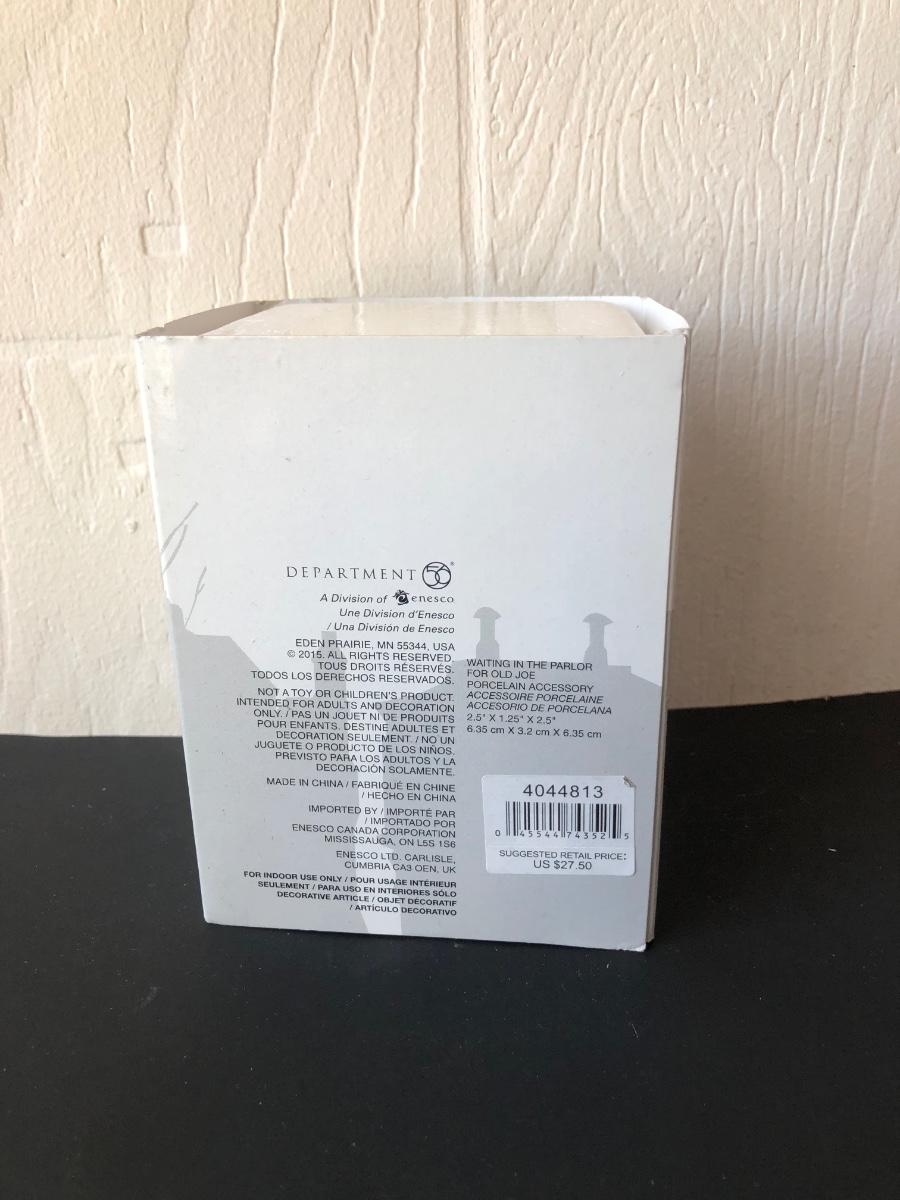 DEPARTMENT 56®
A Division of enesco
Une Division d'Enesco
/ Una División de Enesco
EDEN PRAIRIE, MN 55344, USA
© 2015. ALL RIGHTS RESERVED.
TOUS DROITS RÉSERVÉS.
TODOS LOS DERECHOS RESERVADOS.
NOT A TOY OR CHILDREN'S PRODUCT.
INTENDED FOR ADULTS AND DECORATION
ONLY. / PAS UN JOUET NI DE PRODUITS
POUR ENFANTS. DESTINE ADULTES ET
DECORATION SEULEMENT. / NO UN
JUGUETE O PRODUCTO DE LOS NIÑOS.
PREVISTO PARA LOS ADULTOS Y LA
DECORACIÓN SOLAMENTE.
MADE IN CHINA / FABRIQUÉ EN CHINE
/ HECHO EN CHINA
IMPORTED BY / IMPORTÉ PAR
/ IMPORTADO POR
ENESCO CANADA CORPORATION
MISSISSAUGA, ON L5S 1S6
ENESCO LTD. CARLISLE,
CUMBRIA CA3 OEN, UK
FOR INDOOR USE ONLY / POUR USAGE INTÉRIEUR
SEULEMENT / PARA USO EN INTERIORES SÓLO
DECORATIVE ARTICLE / OBJET DÉCORATIF
/ ARTÍCULO DECORATIVO
WAITING IN THE PARLOR
FOR OLD JOE
PORCELAIN ACCESSORY
ACCESSOIRE PORCELAINE
ACCESORIO DE PORCELANA
2.5" X 1.25" X 2.5"
6.35 cm X 3.2 cm X 6.35 cm
4044813
0 45544 74352 5
SUGGESTED RETAIL PRICE:
US $27.50